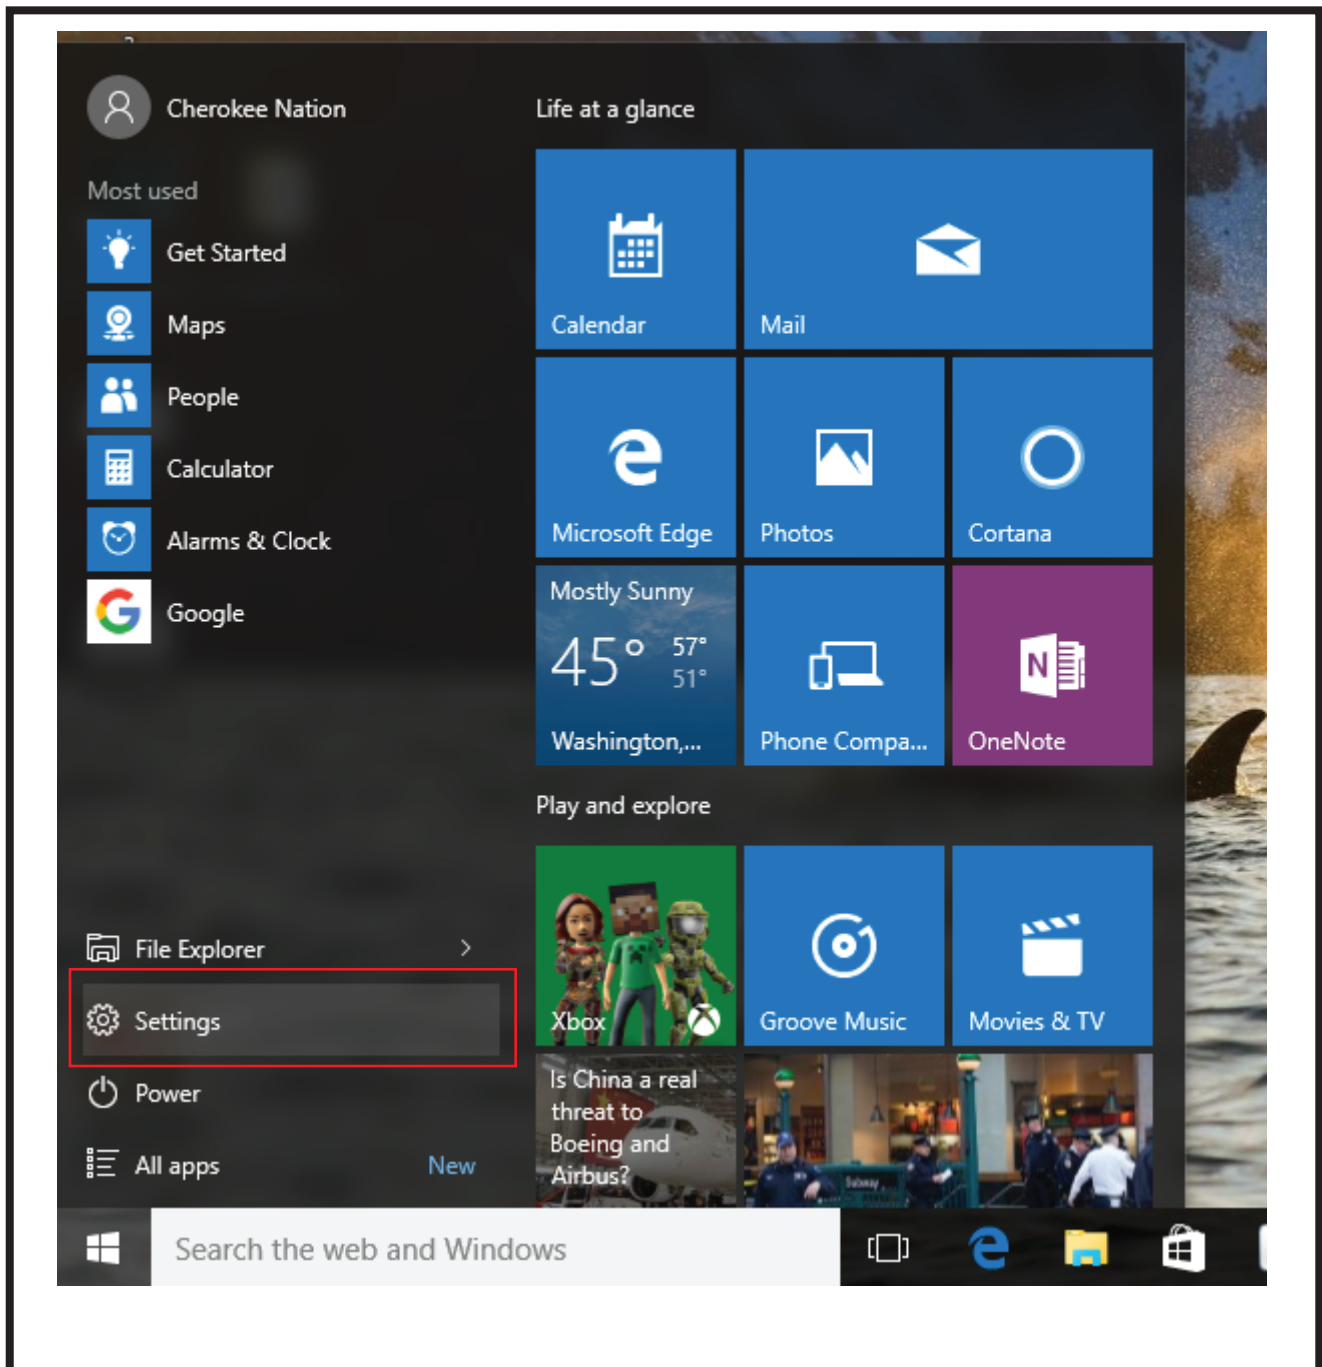 Cherokee Nation
Most used
Get Started
Maps
People
Calculator
Alarms & Clock
Google
File Explorer
Settings
Power
All apps New
Life at a glance
Calendar
Mail
Microsoft Edge
Photos
Cortana
Mostly Sunny
45° 57°
51°
Washington,...
Phone Compa...
N
OneNote
Play and explore
Xbox
Groove Music
Movies & TV
Is China a real
threat to
Boeing and
Airbus?
Subway
Search the web and Windows